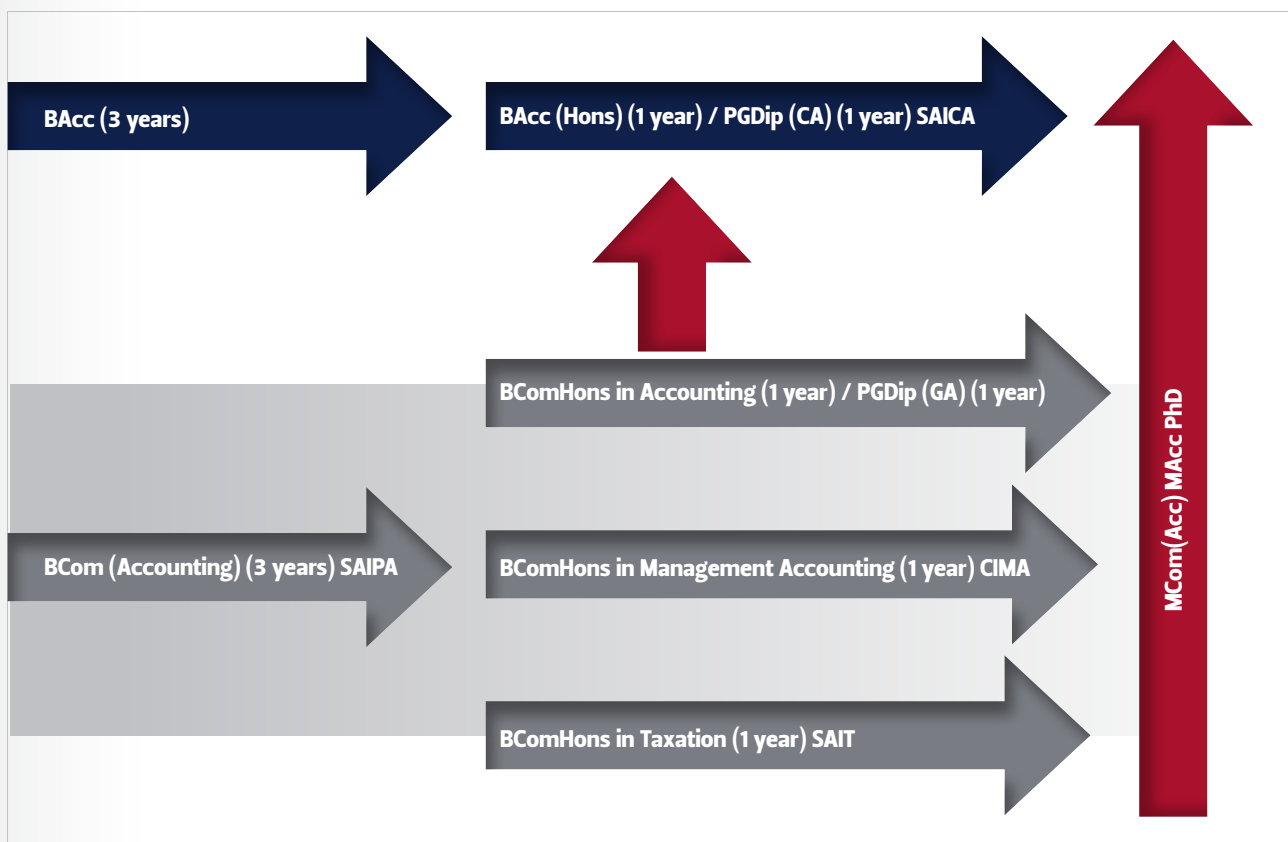 BAcc (3 years)
BAcc (Hons) (1 year) / PGDip (CA) (1 year) SAICA
BComHons in Accounting (1 year) / PGDip (GA) (1 year)
BCom (Accounting) (3 years) SAIPA
BComHons in Management Accounting (1 year) CIMA
BComHons in Taxation (1 year) SAIT
MCom(Acc) MAcc PhD